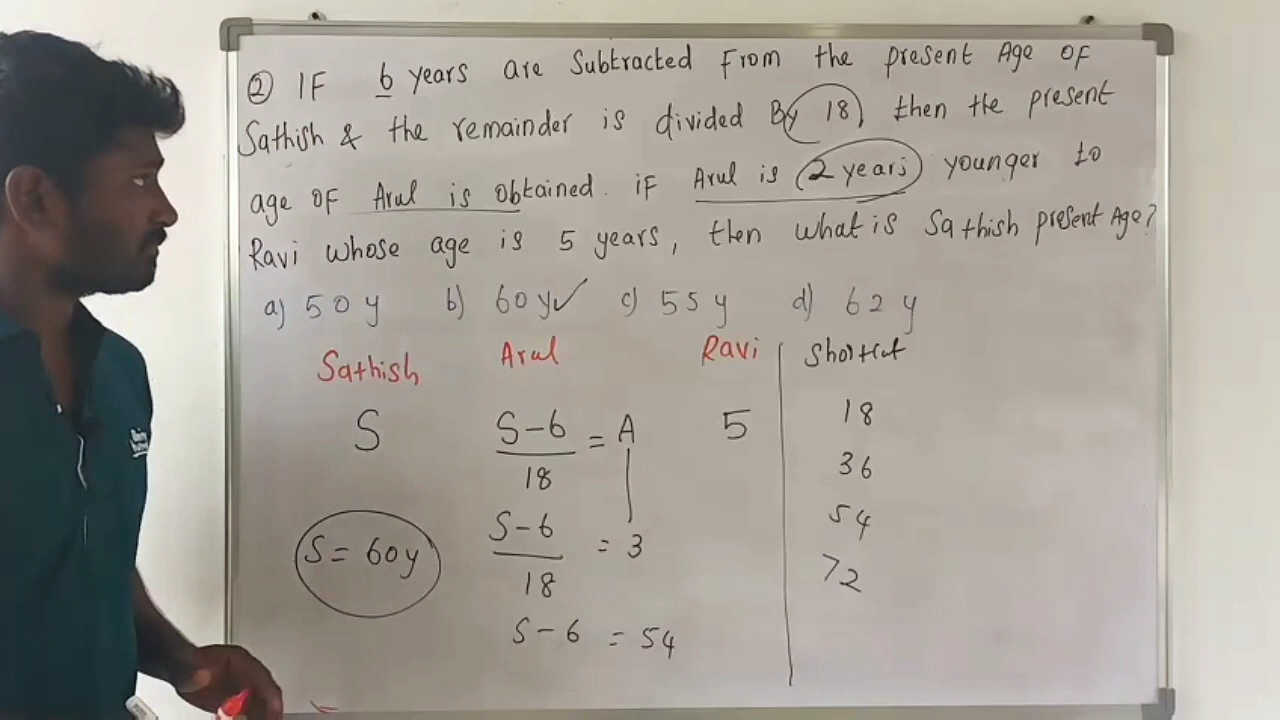 ② IF 6 years are Subtracted From the present Age OF
Sathish & the remainder is divided By 18, then the present
age OF Arul is obtained. iF Arul is 2 years younger to
Ravi whose age is 5 years, then what is Sathish present Age?
a) 50 y b) 60 y✓ c) 55 y d) 62 y
Sathish Arul Ravi Shortcut
S S-6/18 = A 5 18
36
S-6/18 = 3 54
S = 60y 72
S-6 = 54